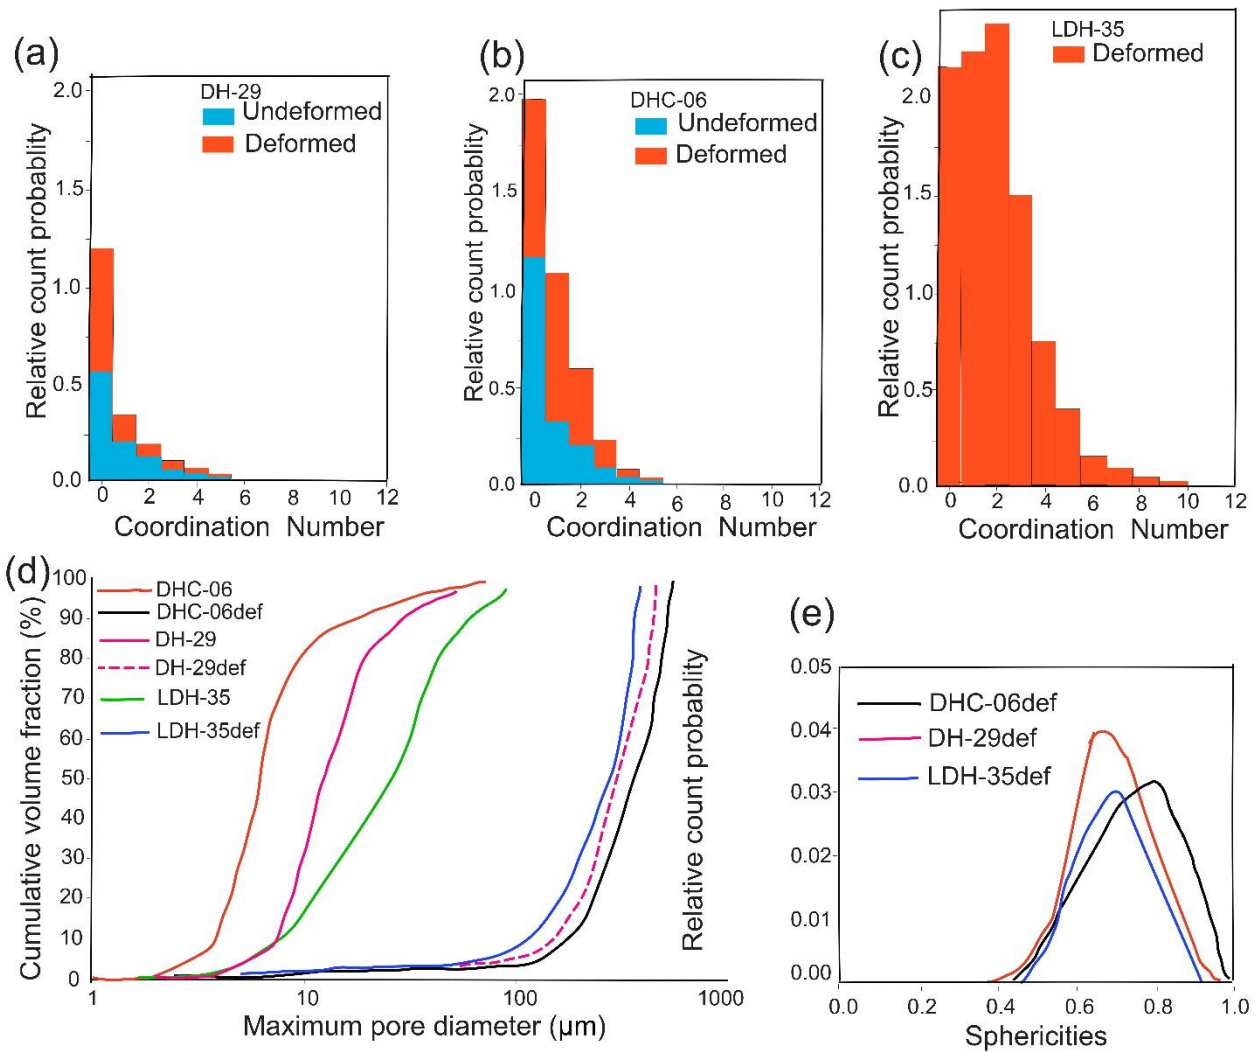 (a)
DH-29
Undeformed
Deformed
2.0
1.5
1.0
0.5
0.0
0 2 4 6 8 10 12
Relative count probablity
Coordination Number
(b)
DHC-06
Undeformed
Deformed
2.0
1.5
1.0
0.5
0.0
0 2 4 6 8 10 12
Relative count probablity
Coordination Number
(c)
LDH-35
Deformed
2.0
1.5
1.0
0.5
0.0
0 2 4 6 8 10 12
Relative count probablity
Coordination Number
(d)
100
90
80
70
60
50
40
30
20
10
0
DHC-06
DHC-06def
DH-29
DH-29def
LDH-35
LDH-35def
1 10 100 1000
Cumulative volume fraction (%)
Maximum pore diameter (µm)
(e)
0.05
0.04
0.03
0.02
0.01
0.00
DHC-06def
DH-29def
LDH-35def
0.0 0.2 0.4 0.6 0.8 1.0
Relative count probablity
Sphericities